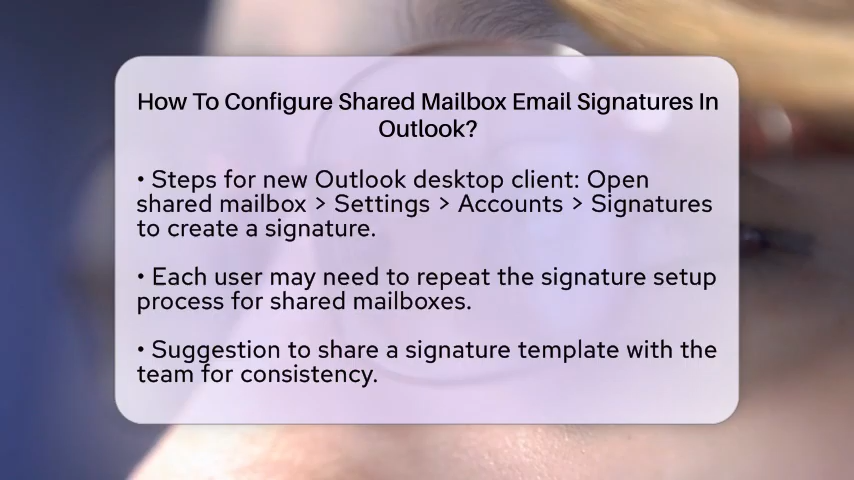 How To Configure Shared Mailbox Email Signatures In
Outlook?
• Steps for new Outlook desktop client: Open
shared mailbox > Settings > Accounts > Signatures
to create a signature.
• Each user may need to repeat the signature setup
process for shared mailboxes.
• Suggestion to share a signature template with the
team for consistency.